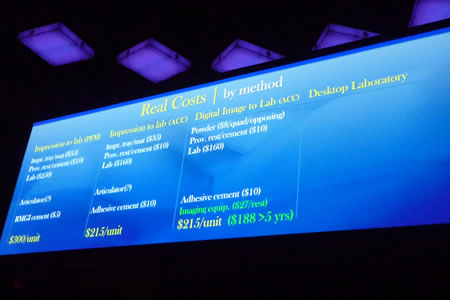 Real Costs | by method
Impression to lab (PFM)
Impr. tray/mat ($35)
Prov. rest/cement ($10)
Lab ($250)
Articulator(?)
RMGI cement ($5)
$300/unit
Impression to lab (ACC)
Impr. tray/mat ($35)
Prov. rest/cement ($10)
Lab ($160)
Articulator(?)
Adhesive cement ($10)
$215/unit
Digital Image to Lab (ACC)
Powder ($8/quad/opposing)
Prov. rest/cement ($10)
Lab ($160)
Adhesive cement ($10)
Imaging equip. ($27/rest)
$215/unit ($188 >5 yrs)
Desktop Laboratory